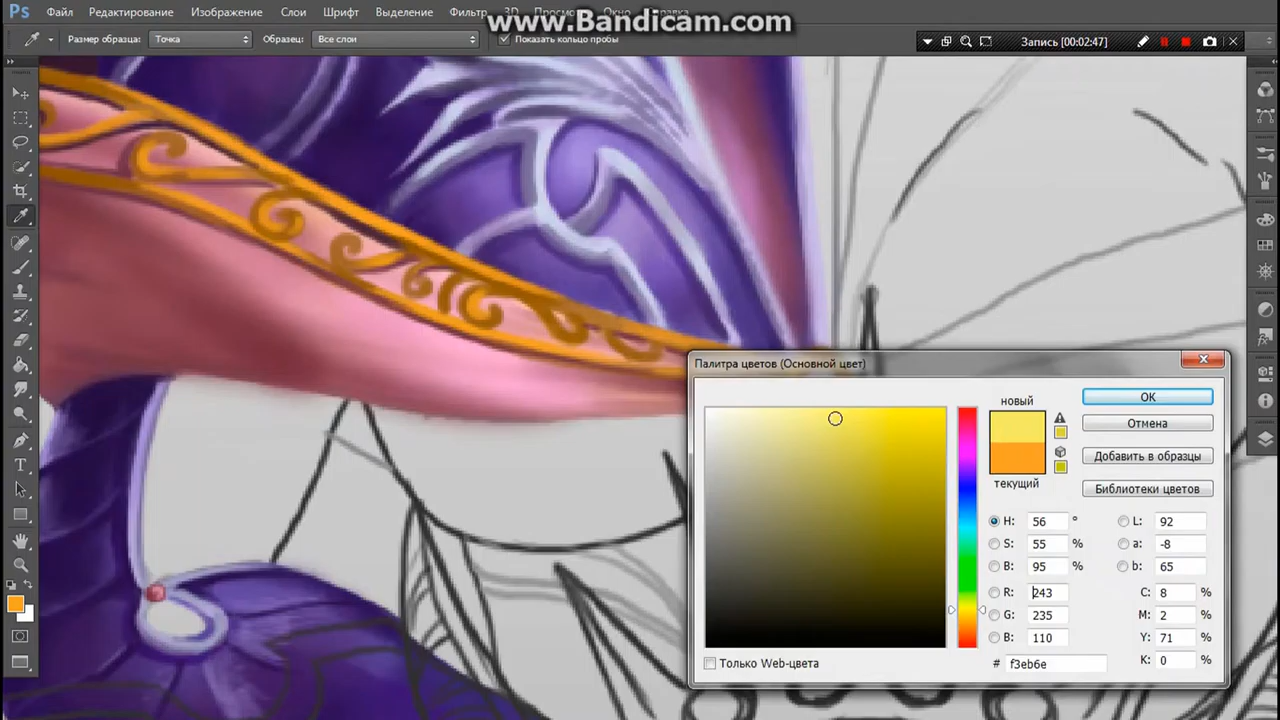 Ps Файл Редактирование Изображение Слои Шрифт Выделение Фильтр 3D
www.Bandicam.com
Размер образца: Точка Образец: Все слои Показать кольцо пробы
Запись [00:02:47]
Палитра цветов (Основной цвет)
новый
текущий
OK
Отмена
Добавить в образцы
Библиотеки цветов
H: 56 ° L: 92
S: 55 % a: -8
B: 95 % b: 65
R: 243 C: 8 %
G: 235 M: 2 %
B: 110 Y: 71 %
K: 0 %
# f3eb6e
Только Web-цвета